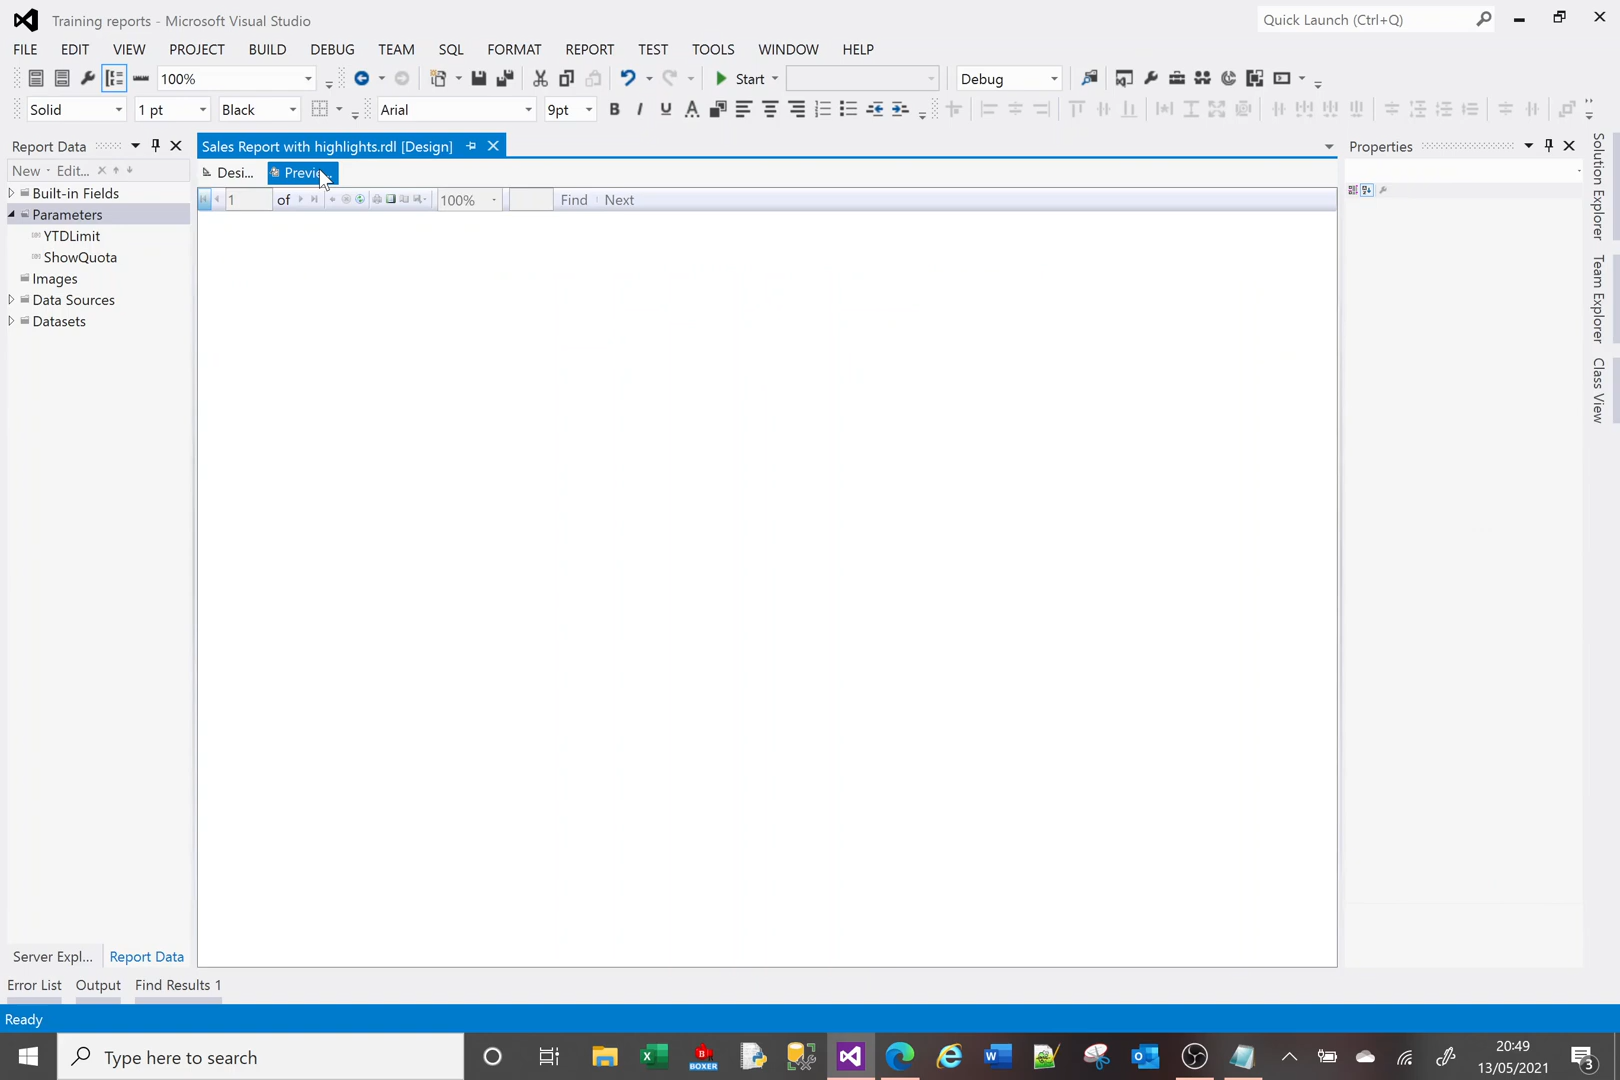 Training reports - Microsoft Visual Studio
Quick Launch (Ctrl+Q)
FILE EDIT VIEW PROJECT BUILD DEBUG TEAM SQL FORMAT REPORT TEST TOOLS WINDOW HELP
100% Start Debug
Solid 1 pt Black Arial 9pt B I U A
Report Data
Sales Report with highlights.rdl [Design]
Properties
New Edit...
Desi... Previe...
1 of 100% Find Next
Built-in Fields
Parameters
YTDLimit
ShowQuota
Images
Data Sources
Datasets
Solution Explorer
Team Explorer
Class View
Server Expl... Report Data
Error List Output Find Results 1
Ready
Type here to search
BOXER
20:49
13/05/2021
3